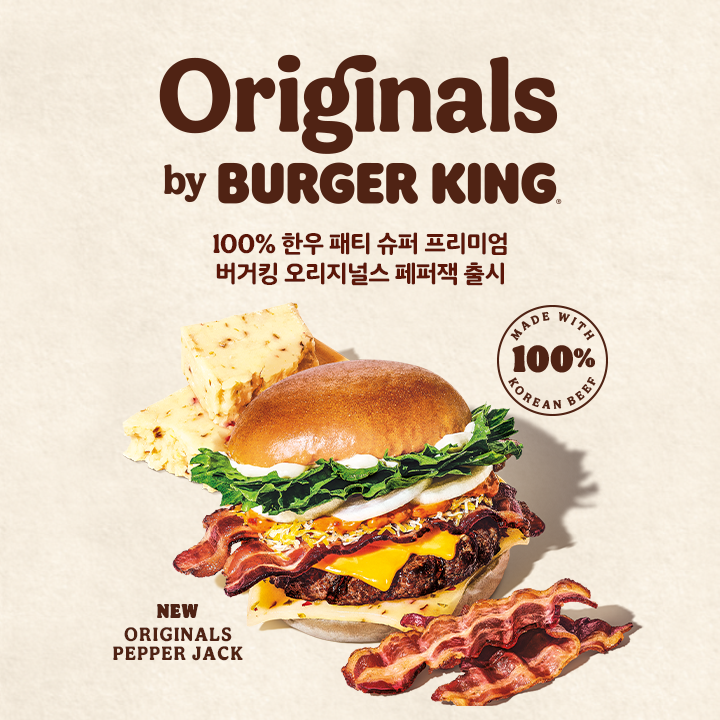 Originals
by BURGER KING®
100% 한우 패티 슈퍼 프리미엄
버거킹 오리지널스 페퍼잭 출시
MADE WITH
100%
KOREAN BEEF
NEW
ORIGINALS
PEPPER JACK